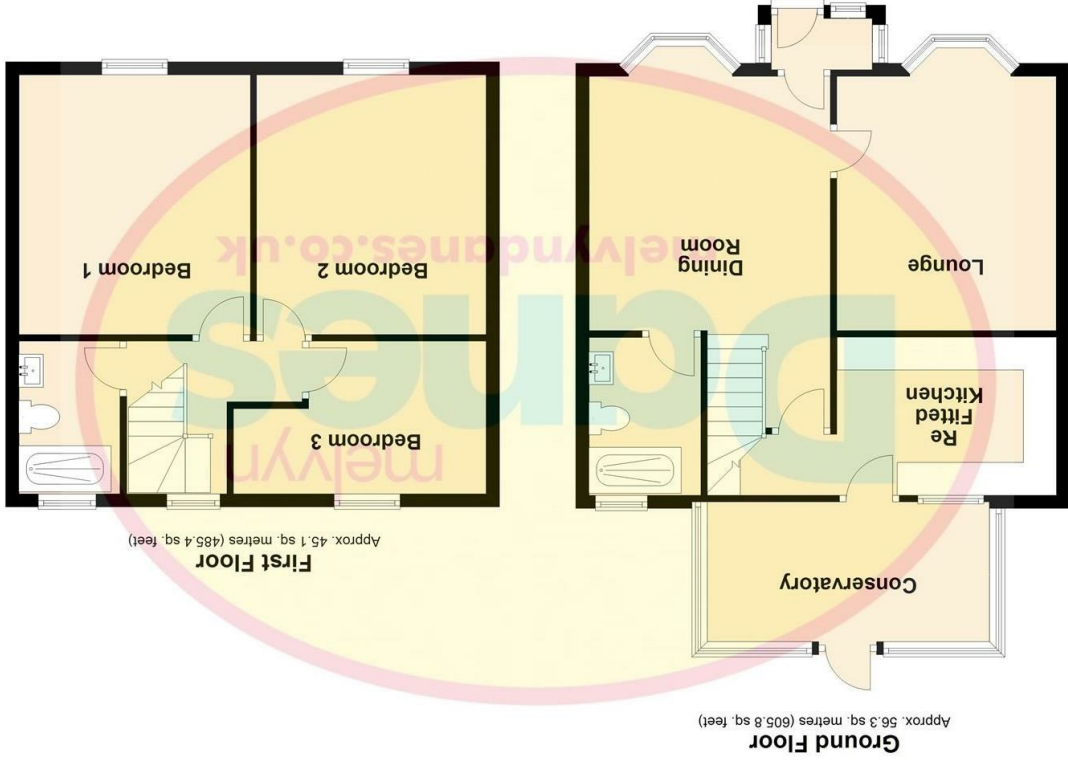 Ground Floor
Approx. 56.3 sq. metres (605.8 sq. feet)
Conservatory
Re
Fitted
Kitchen
Lounge
Dining
Room
First Floor
Approx. 45.1 sq. metres (485.4 sq. feet)
Bedroom 3
Bedroom 2
Bedroom 1
melvyn
Danes
melvyndanes.co.uk